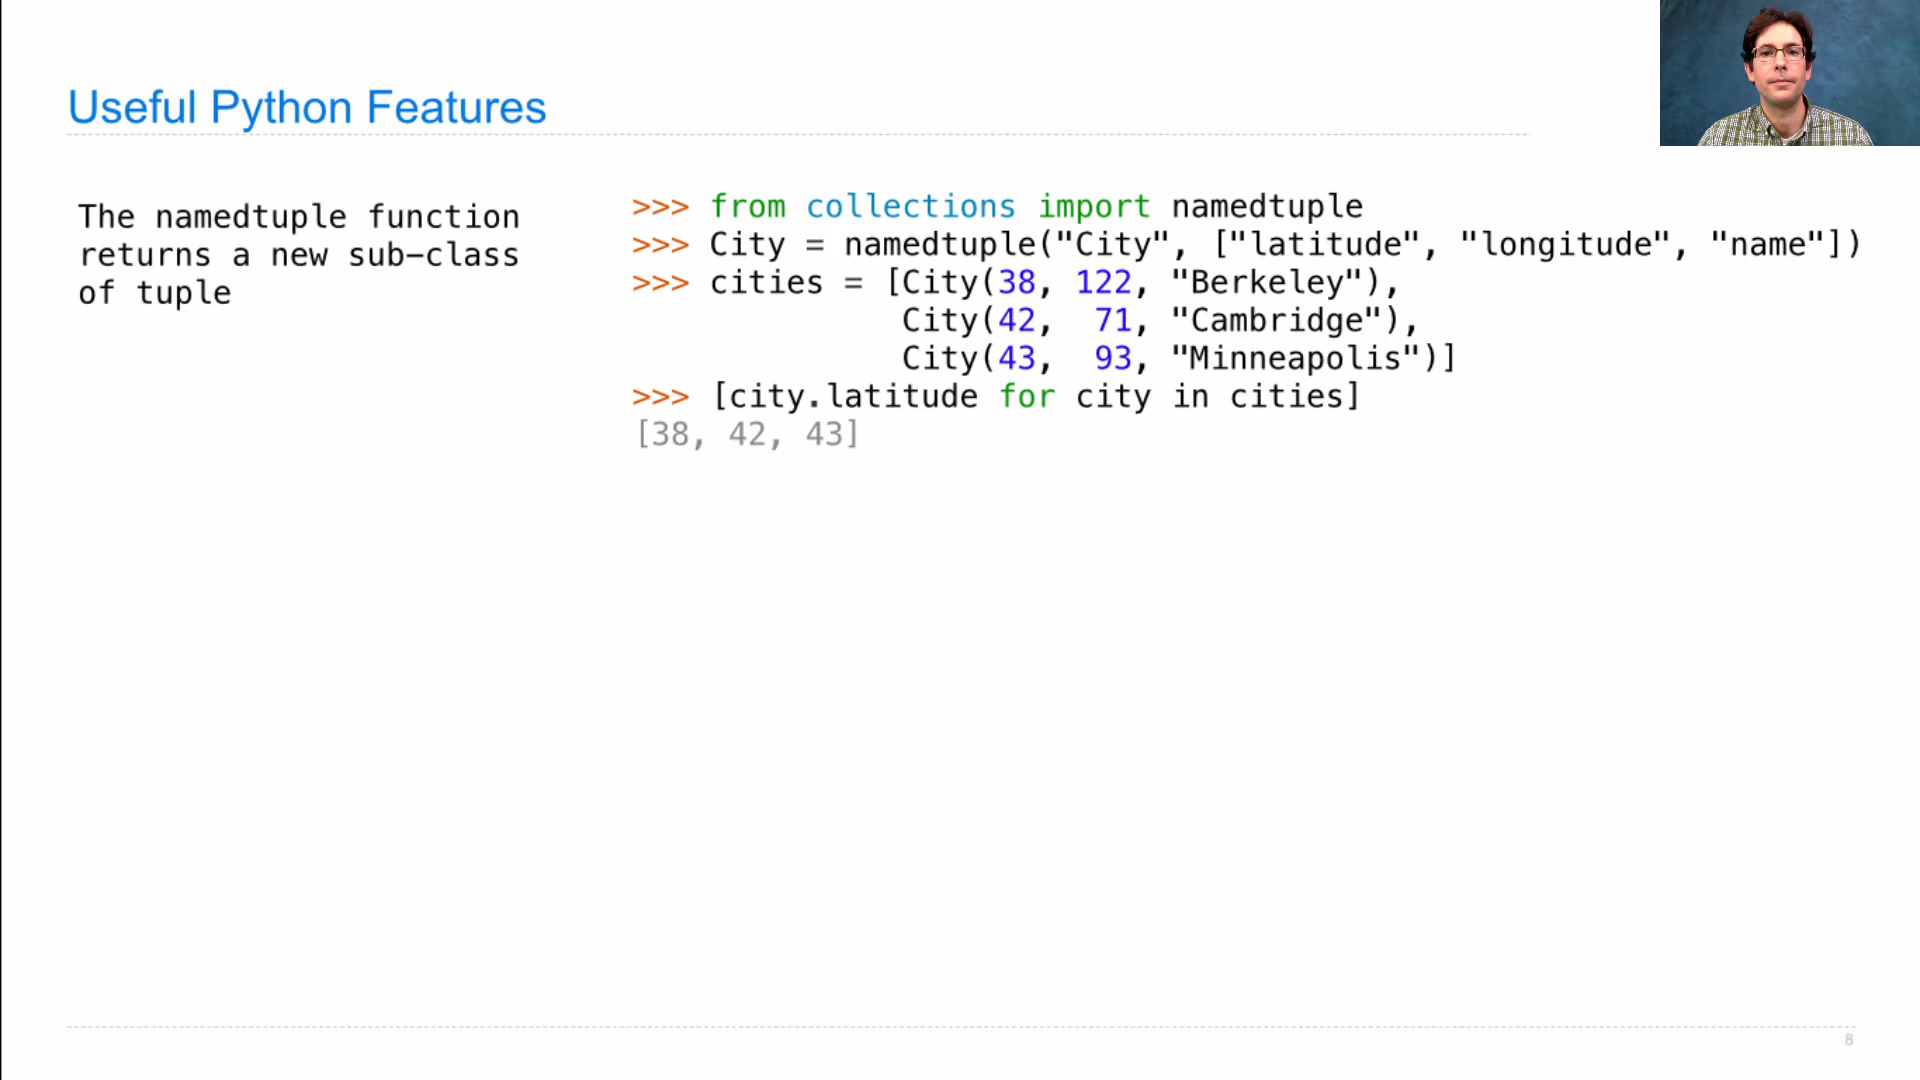 Useful Python Features
The namedtuple function
returns a new sub-class
of tuple
>>> from collections import namedtuple
>>> City = namedtuple("City", ["latitude", "longitude", "name"])
>>> cities = [City(38, 122, "Berkeley"),
              City(42,  71, "Cambridge"),
              City(43,  93, "Minneapolis")]
>>> [city.latitude for city in cities]
[38, 42, 43]
8